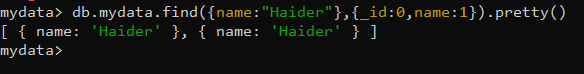 mydata> db.mydata.find({name:"Haider"},{_id:0,name:1}).pretty()
[ { name: 'Haider' }, { name: 'Haider' } ]
mydata>